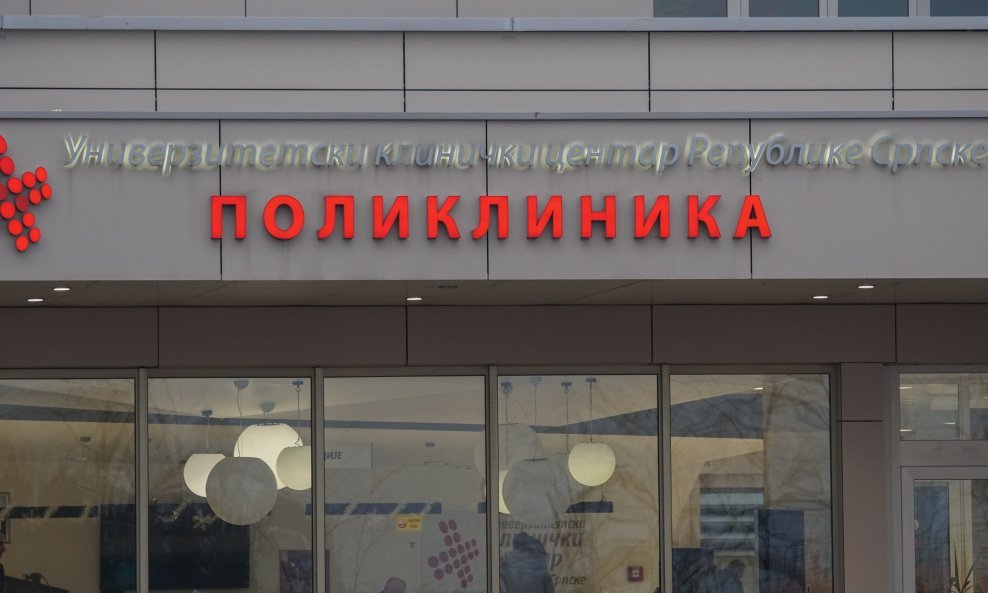 Универзитетски клинички центар Републике Српске
ПОЛИКЛИНИКА